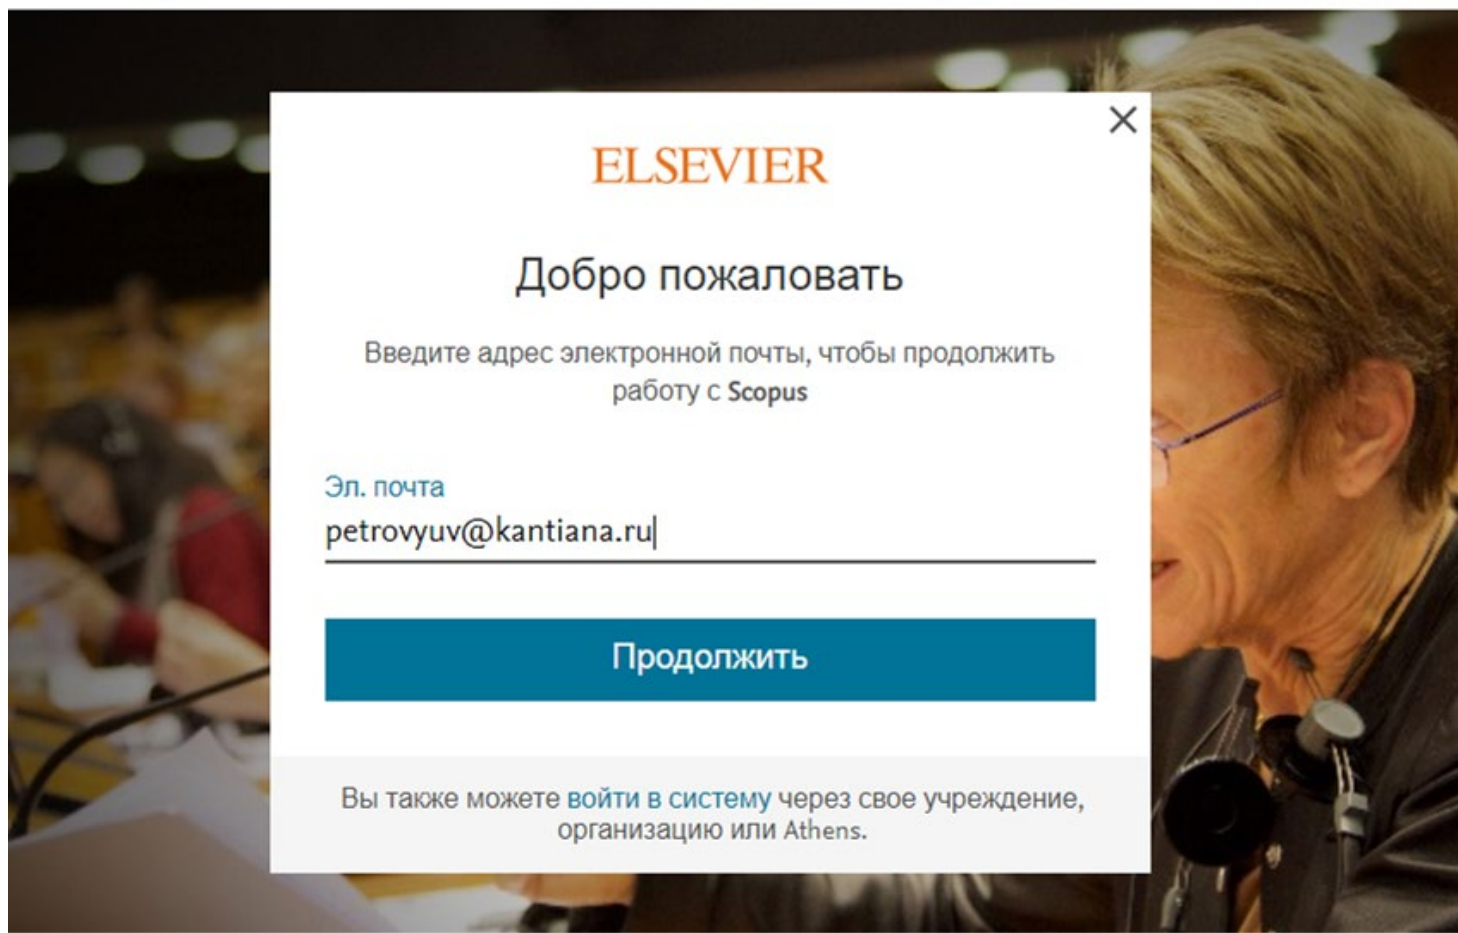 ELSEVIER
Добро пожаловать
Введите адрес электронной почты, чтобы продолжить
работу с Scopus
Эл. почта
petrovyuv@kantiana.ru
Продолжить
Вы также можете войти в систему через свое учреждение,
организацию или Athens.